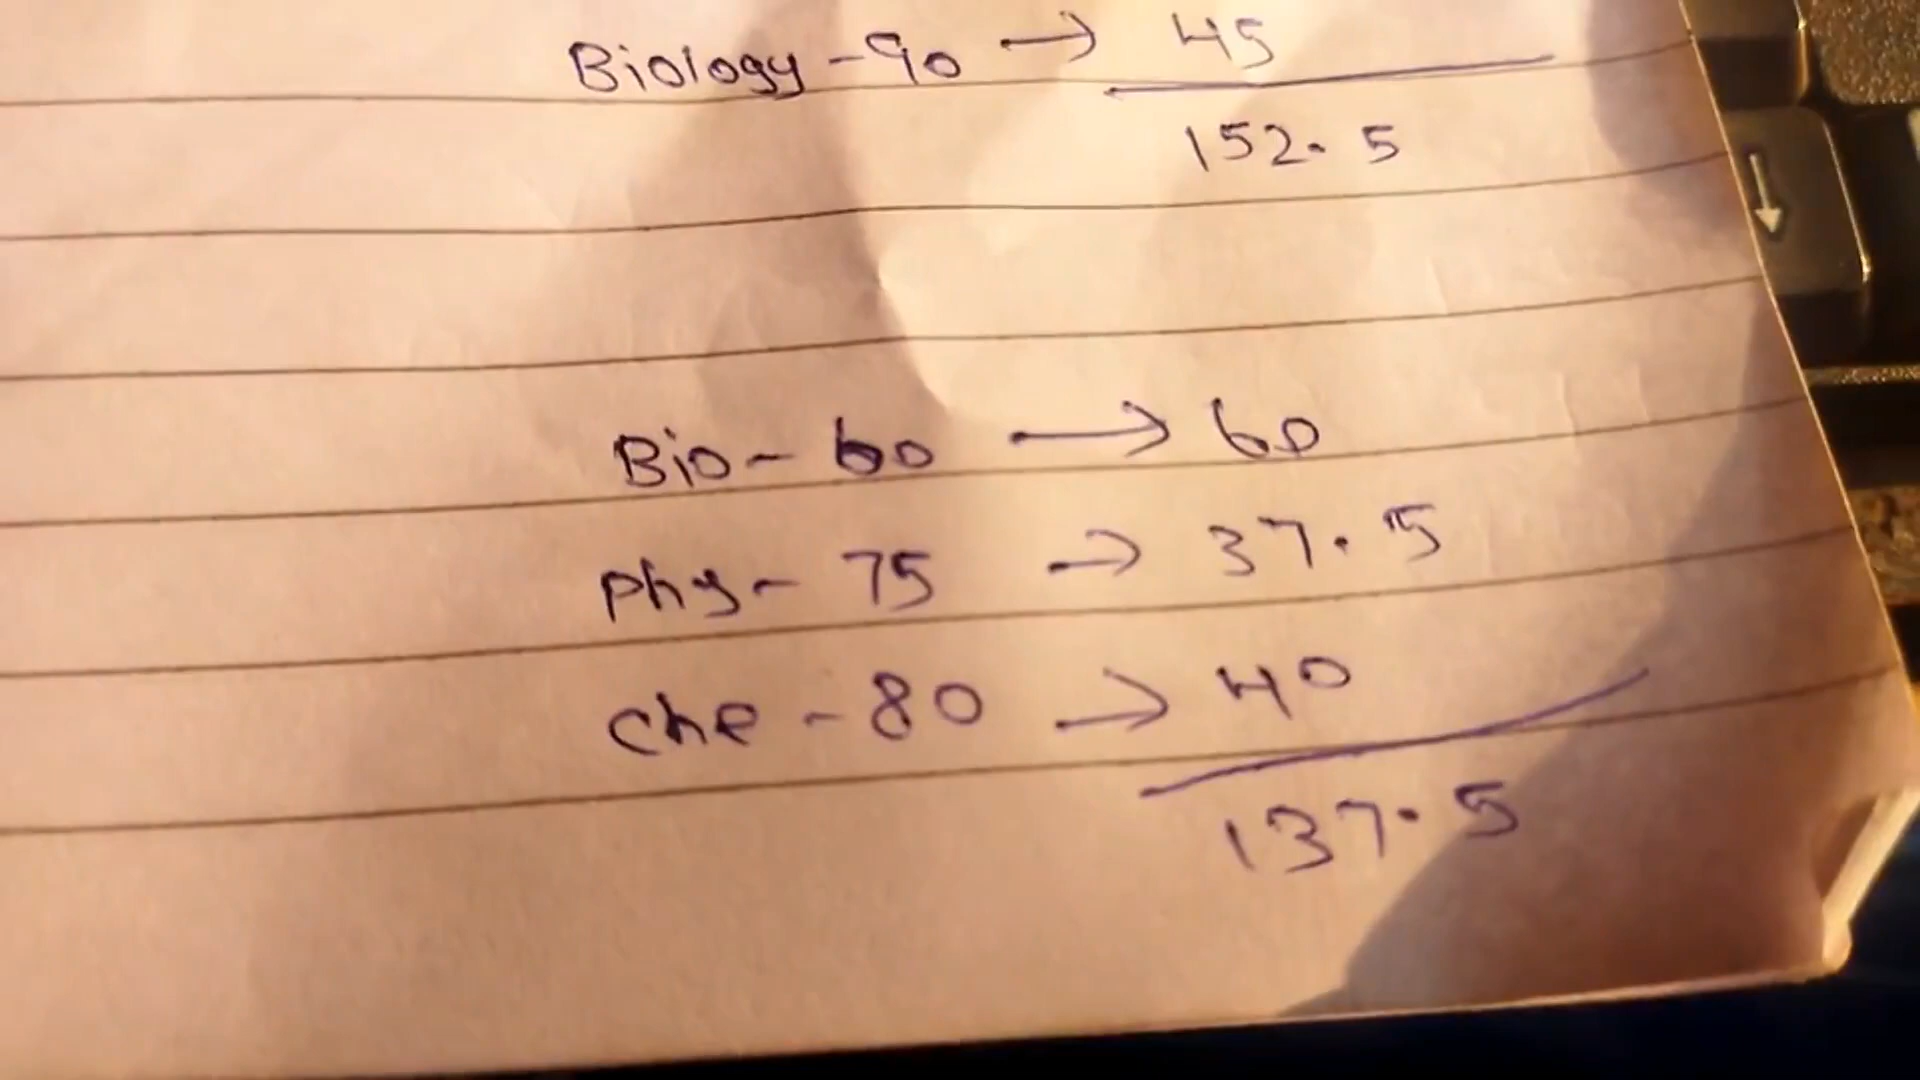 Biology - 90 → 45
152.5
Bio - 60 → 60
Phy - 75 → 37.5
Che - 80 → 40
137.5